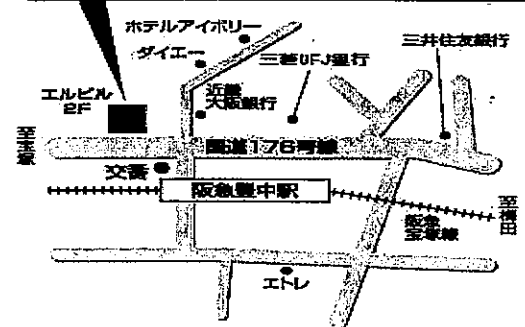 ホテルアイボリー
ダイエー
三菱UFJ銀行
三井住友銀行
エルビル
2F
近畿
大阪銀行
至宝塚
国道176号線
交番
阪急豊中駅
至梅田
阪急
宝塚線
エトレ